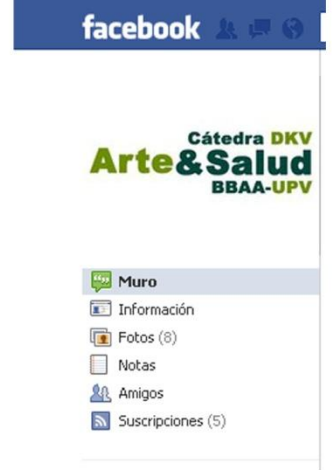 facebook
Cátedra DKV
Arte&Salud
BBAA-UPV
Muro
Información
Fotos (8)
Notas
Amigos
Suscripciones (5)